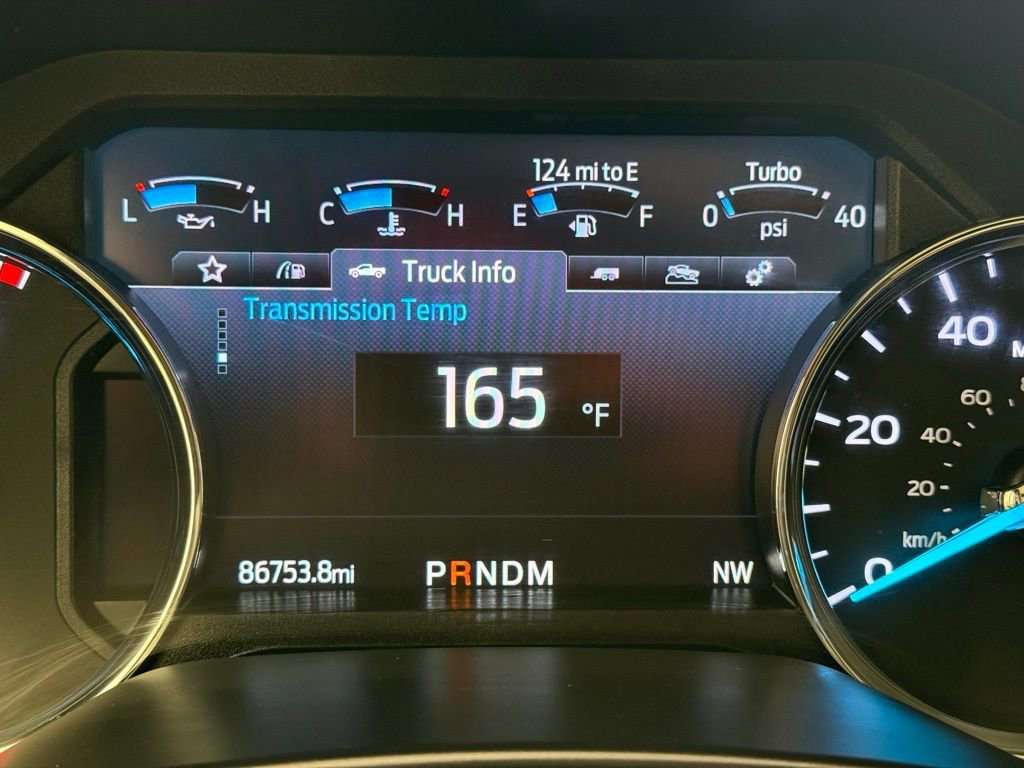 124 mi to E
Turbo
L H C H E F 0 40
psi
Truck Info
Transmission Temp
165 °F
40
60
20
40
20
km/h
0
86753.8mi PRNDM NW